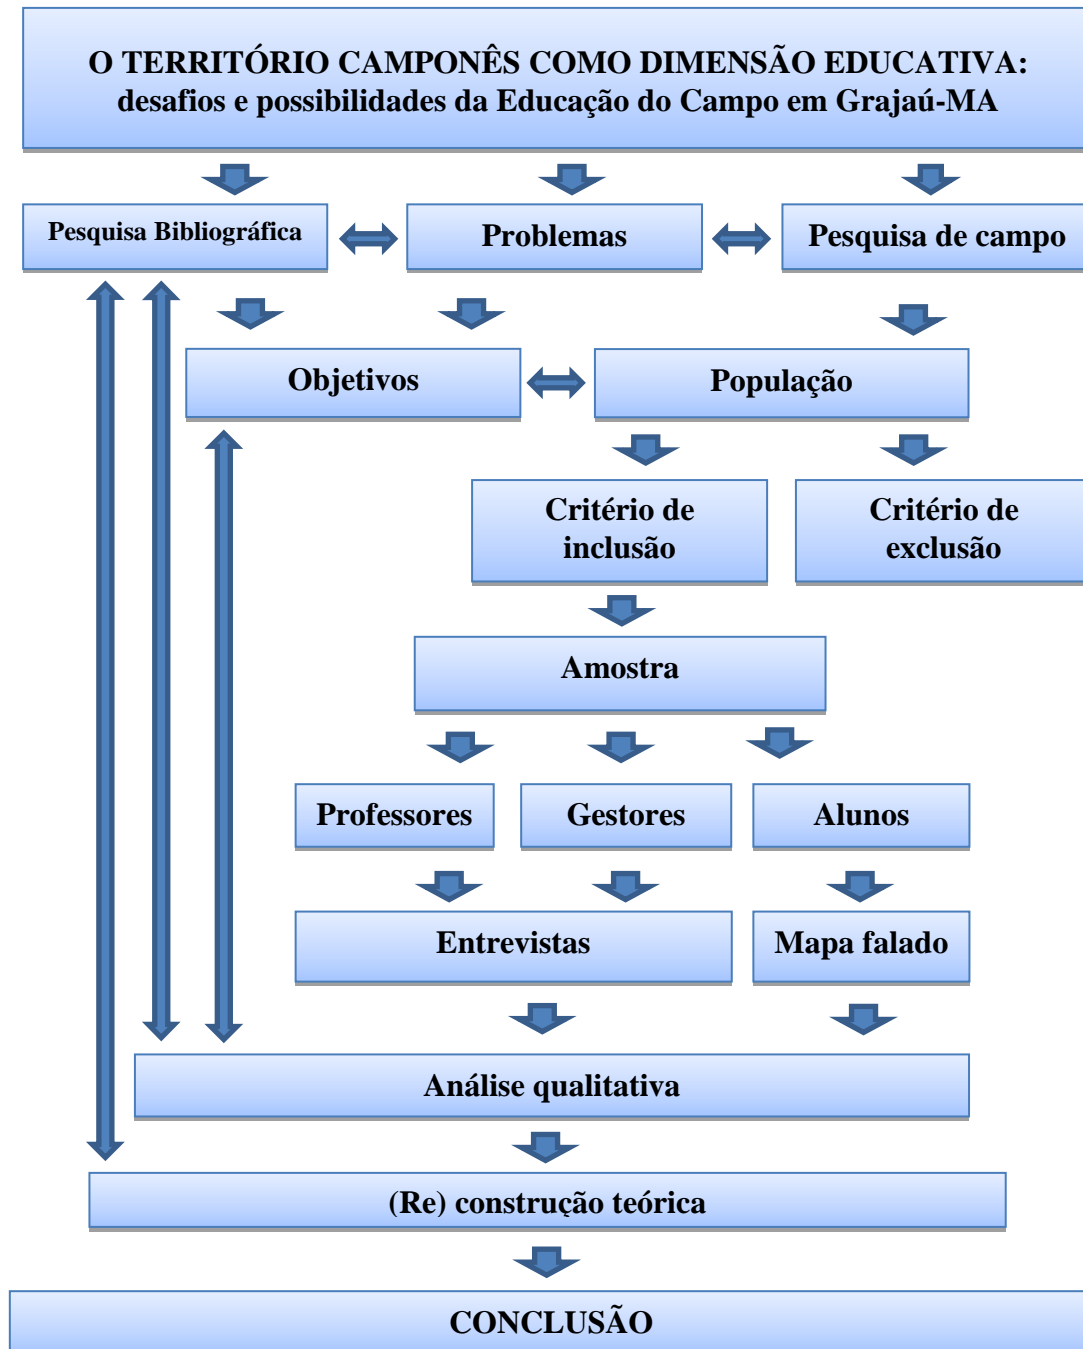 O TERRITÓRIO CAMPONÊS COMO DIMENSÃO EDUCATIVA:
desafios e possibilidades da Educação do Campo em Grajaú-MA
Pesquisa Bibliográfica
Problemas
Pesquisa de campo
Objetivos
População
Critério de
inclusão
Critério de
exclusão
Amostra
Professores
Gestores
Alunos
Entrevistas
Mapa falado
Análise qualitativa
(Re) construção teórica
CONCLUSÃO